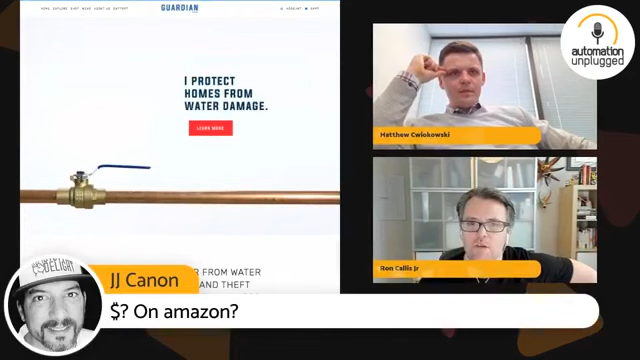 GUARDIAN
I PROTECT
HOMES FROM
WATER DAMAGE.
LEARN MORE
R FROM WATER
AND THEFT
automation
unplugged
Matthew Cwiokowski
Ron Callis Jr
DELIGHT
JJ Canon
$? On amazon?